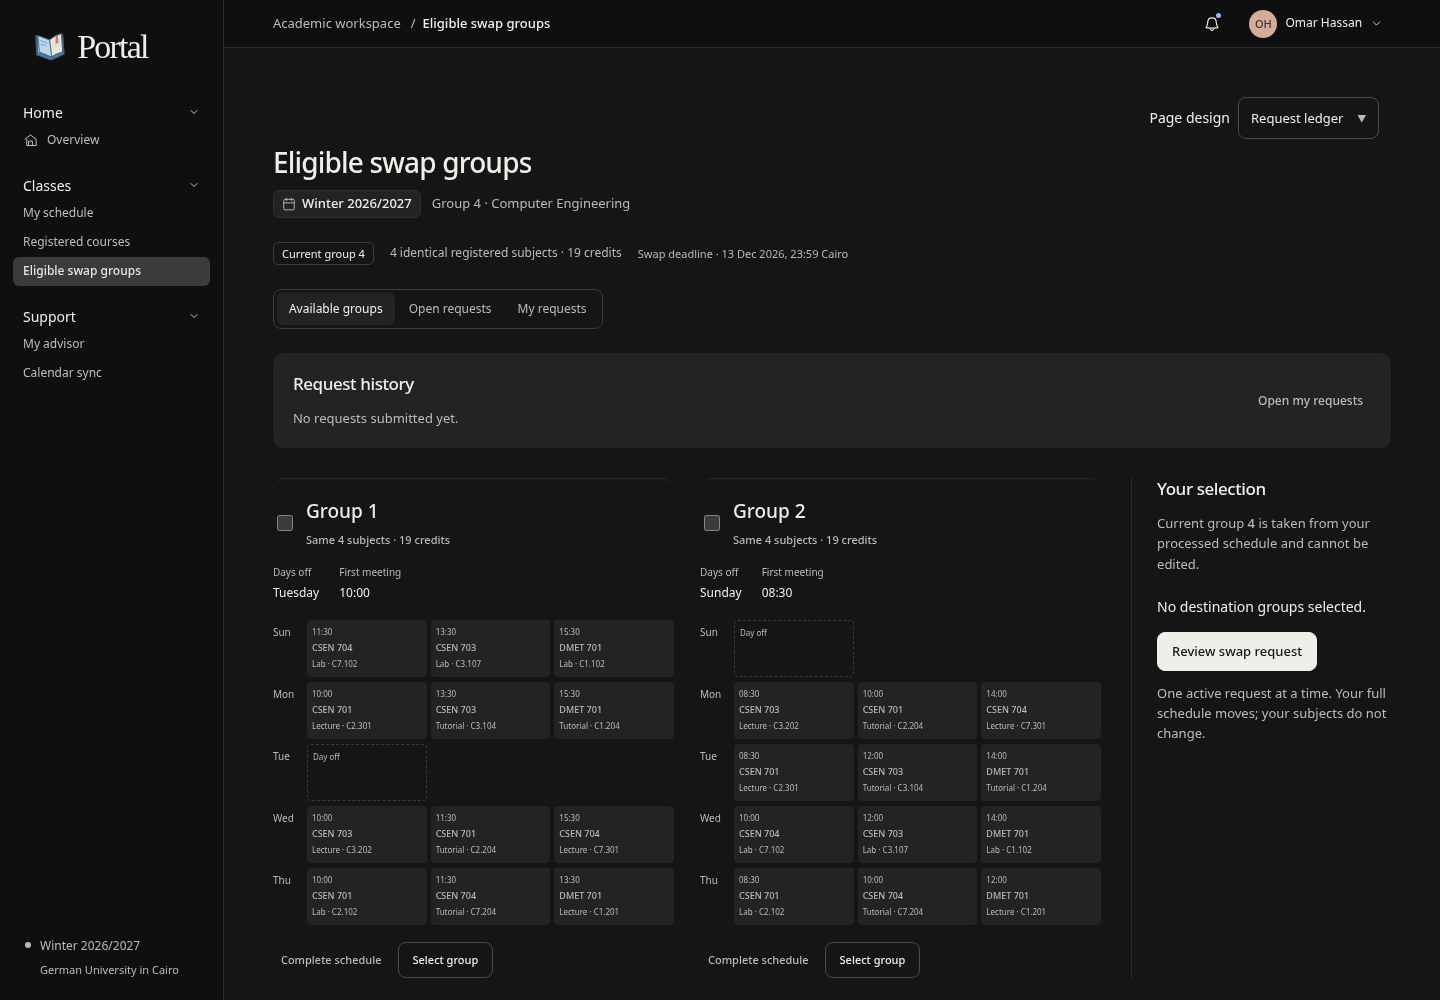 Portal
Home
Overview
Classes
My schedule
Registered courses
Eligible swap groups
Support
My advisor
Calendar sync
Winter 2026/2027
German University in Cairo
Academic workspace / Eligible swap groups
OH Omar Hassan
Page design Request ledger
Eligible swap groups
Winter 2026/2027 Group 4 · Computer Engineering
Current group 4 4 identical registered subjects · 19 credits Swap deadline · 13 Dec 2026, 23:59 Cairo
Available groups Open requests My requests
Request history
No requests submitted yet.
Open my requests
Group 1
Same 4 subjects · 19 credits
Days off First meeting
Tuesday 10:00
Sun
11:30 13:30 15:30
CSEN 704 CSEN 703 DMET 701
Lab · C7.102 Lab · C3.107 Lab · C1.102
Mon
10:00 13:30 15:30
CSEN 701 CSEN 703 DMET 701
Lecture · C2.301 Tutorial · C3.104 Tutorial · C1.204
Tue
Day off
Wed
10:00 11:30 15:30
CSEN 703 CSEN 701 CSEN 704
Lecture · C3.202 Tutorial · C2.204 Lecture · C7.301
Thu
10:00 11:30 13:30
CSEN 701 CSEN 704 DMET 701
Lab · C2.102 Tutorial · C7.204 Lecture · C1.201
Complete schedule Select group
Group 2
Same 4 subjects · 19 credits
Days off First meeting
Sunday 08:30
Sun
Day off
Mon
08:30 10:00 14:00
CSEN 703 CSEN 701 CSEN 704
Lecture · C3.202 Tutorial · C2.204 Lecture · C7.301
Tue
08:30 12:00 14:00
CSEN 701 CSEN 703 DMET 701
Lecture · C2.301 Tutorial · C3.104 Tutorial · C1.204
Wed
10:00 12:00 14:00
CSEN 704 CSEN 703 DMET 701
Lab · C7.102 Lab · C3.107 Lab · C1.102
Thu
08:30 10:00 12:00
CSEN 701 CSEN 704 DMET 701
Lab · C2.102 Tutorial · C7.204 Lecture · C1.201
Complete schedule Select group
Your selection
Current group 4 is taken from your
processed schedule and cannot be
edited.
No destination groups selected.
Review swap request
One active request at a time. Your full
schedule moves; your subjects do not
change.